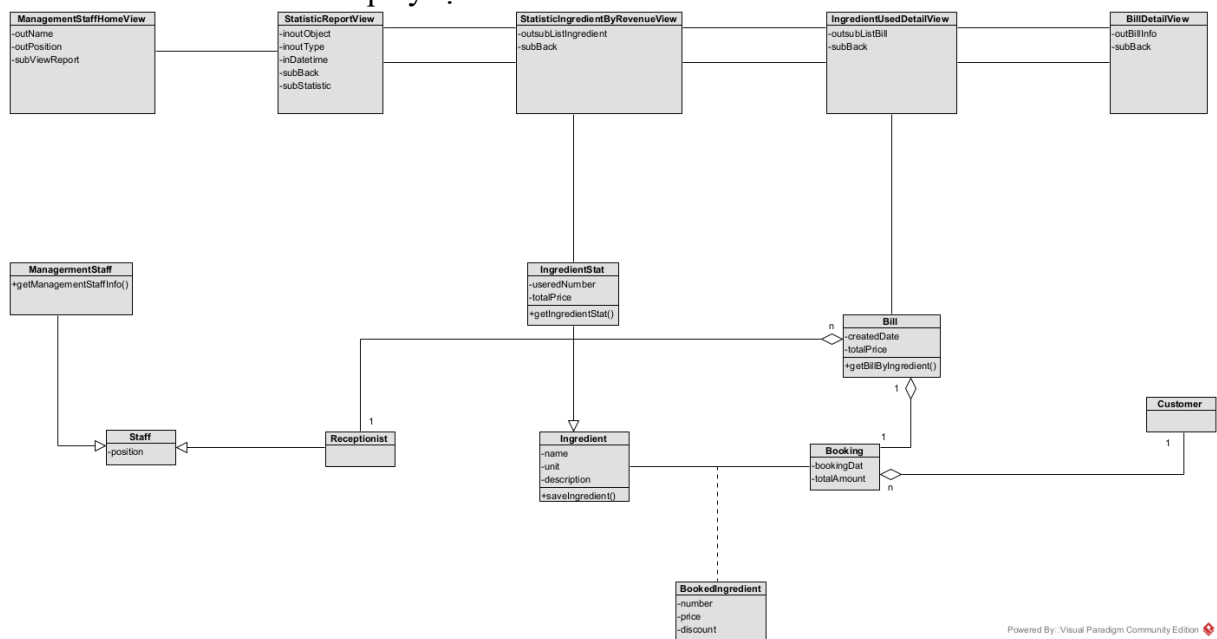 ManagementStaffHomeView
-outName
-outPosition
-subViewReport
StatisticReportView
-inoutObject
-inoutType
-inDatetime
-subBack
-subStatistic
StatisticIngredientByRevenueView
-outsubListIngredient
-subBack
IngredientUsedDetailView
-outsubListBill
-subBack
BillDetailView
-outBillInfo
-subBack
ManagermentStaff
+getManagementStaffInfo()
IngredientStat
-useredNumber
-totalPrice
+getIngredientStat()
n
Bill
-createdDate
-totalPrice
+getBillByIngredient()
1
1
Customer
1
1
Staff
-position
Receptionist
Ingredient
-name
-unit
-description
+saveIngredient()
Booking
-bookingDat
-totalAmount
n
BookedIngredient
-number
-price
-discount
Powered By Visual Paradigm Community Edition